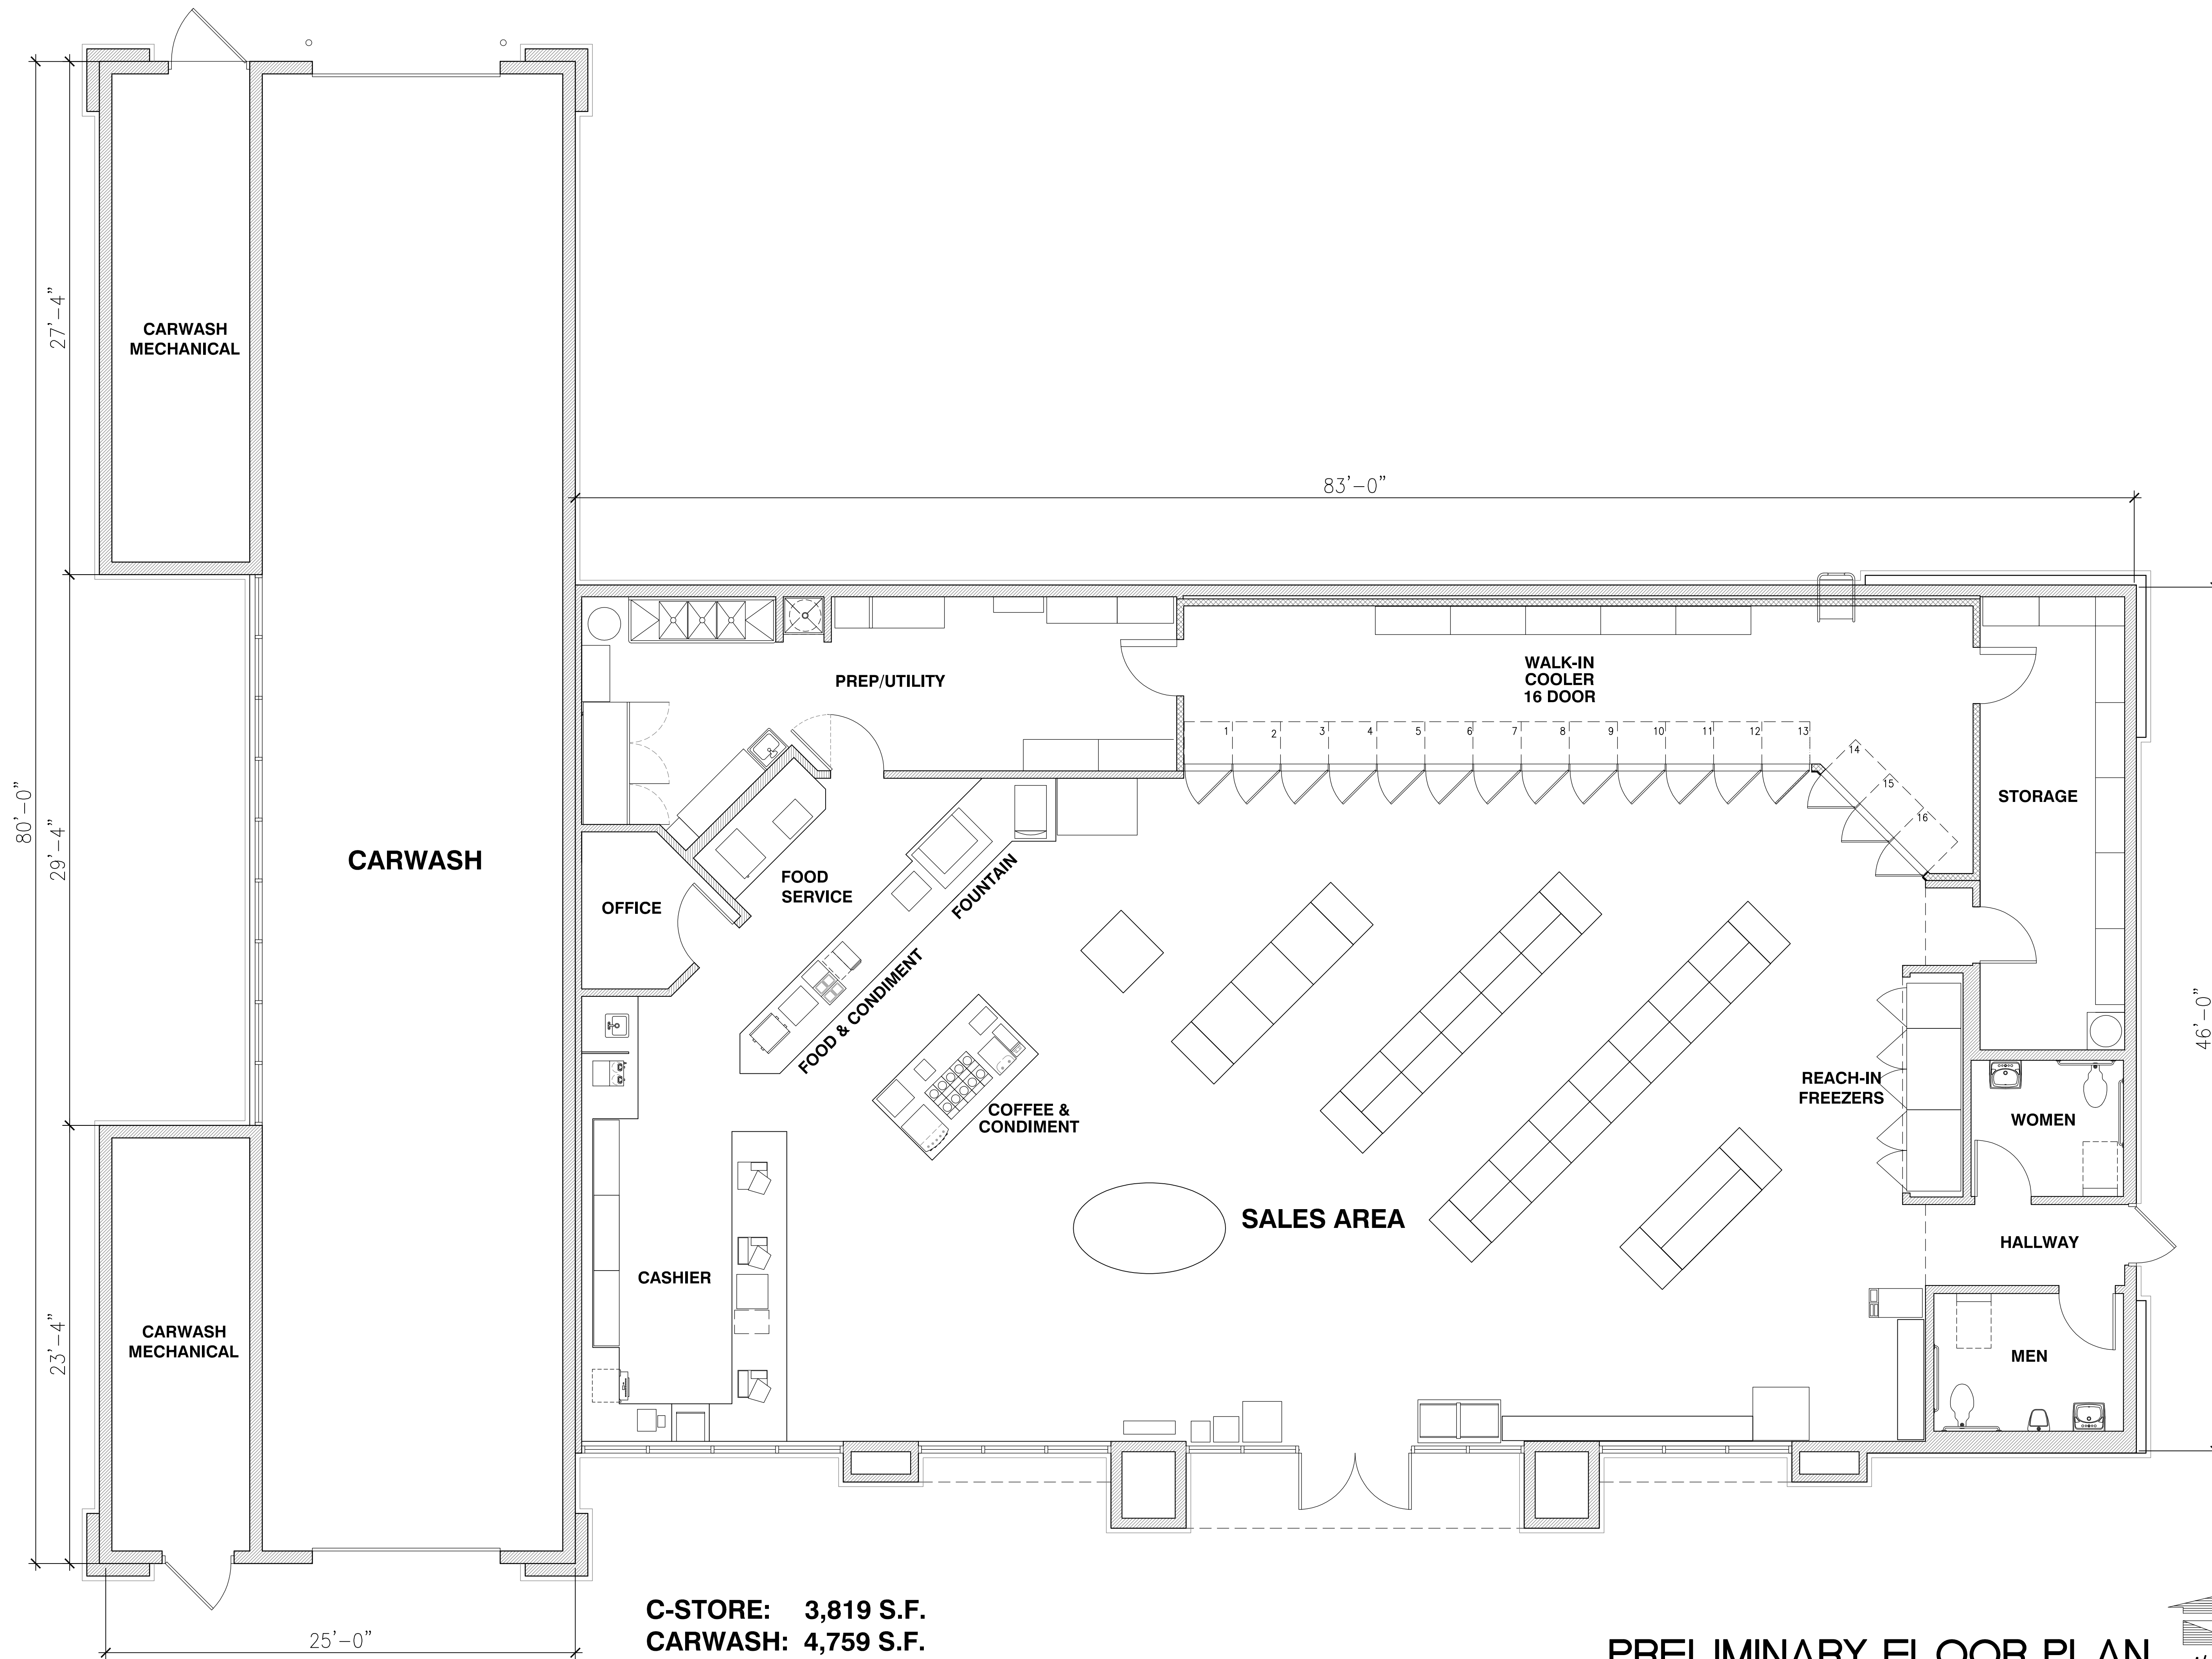 83'-0"
27'-4"
CARWASH
MECHANICAL
80'-0"
29'-4"
CARWASH
PREP/UTILITY
WALK-IN
COOLER
16 DOOR
1 2 3 4 5 6 7 8 9 10 11 12 13
14
15
16
STORAGE
OFFICE
FOOD
SERVICE
FOUNTAIN
FOOD & CONDIMENT
COFFEE &
CONDIMENT
REACH-IN
FREEZERS
WOMEN
46'-0"
SALES AREA
HALLWAY
CASHIER
MEN
23'-4"
CARWASH
MECHANICAL
25'-0"
C-STORE: 3,819 S.F.
CARWASH: 4,759 S.F.
PRELIMINARY FLOOR PLAN